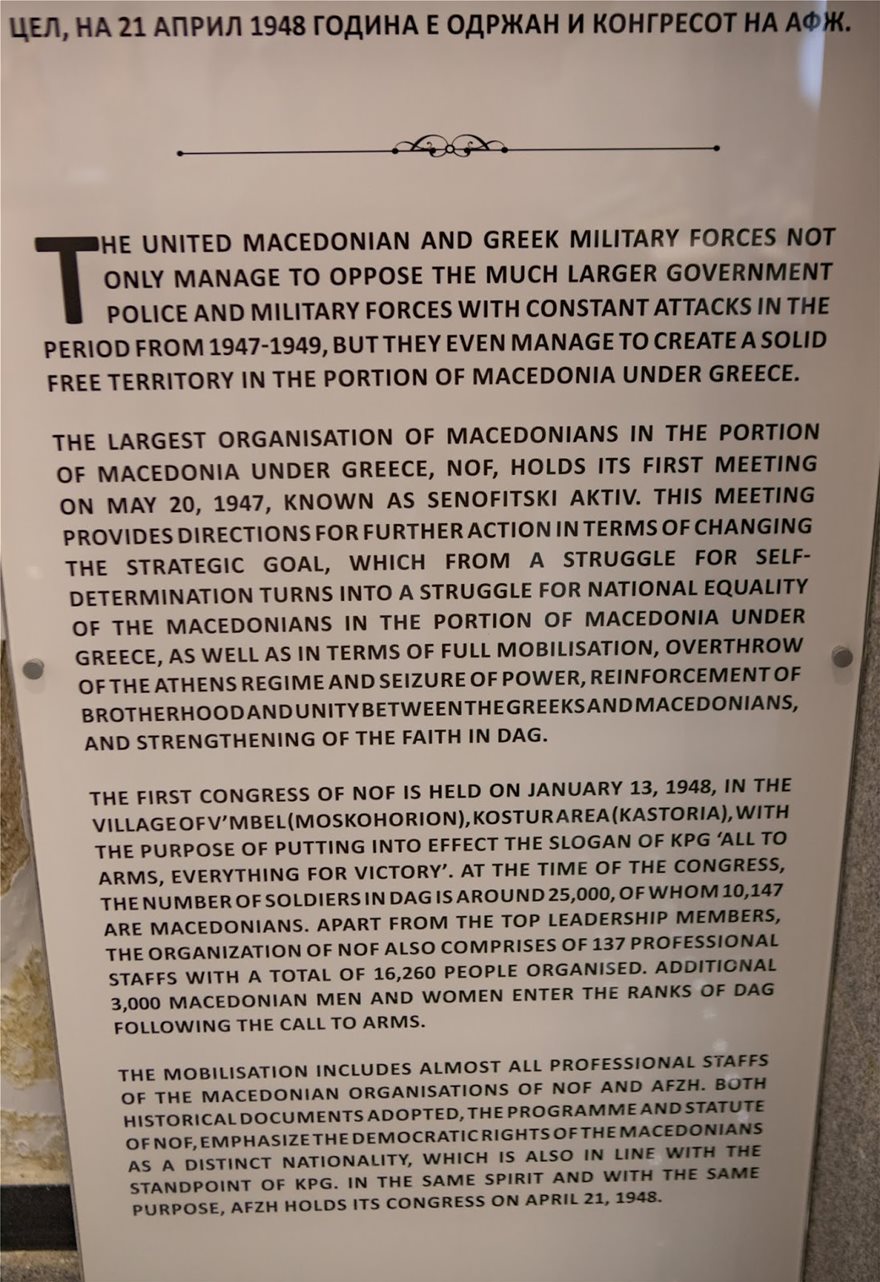 ЦЕЛ, НА 21 АПРИЛ 1948 ГОДИНА Е ОДРЖАН И КОНГРЕСОТ НА АФЖ.
THE UNITED MACEDONIAN AND GREEK MILITARY FORCES NOT
ONLY MANAGE TO OPPOSE THE MUCH LARGER GOVERNMENT
POLICE AND MILITARY FORCES WITH CONSTANT ATTACKS IN THE
PERIOD FROM 1947-1949, BUT THEY EVEN MANAGE TO CREATE A SOLID
FREE TERRITORY IN THE PORTION OF MACEDONIA UNDER GREECE.
THE LARGEST ORGANISATION OF MACEDONIANS IN THE PORTION
OF MACEDONIA UNDER GREECE, NOF, HOLDS ITS FIRST MEETING
ON MAY 20, 1947, KNOWN AS SENOFITSKI AKTIV. THIS MEETING
PROVIDES DIRECTIONS FOR FURTHER ACTION IN TERMS OF CHANGING
THE STRATEGIC GOAL, WHICH FROM A STRUGGLE FOR SELF-
DETERMINATION TURNS INTO A STRUGGLE FOR NATIONAL EQUALITY
OF THE MACEDONIANS IN THE PORTION OF MACEDONIA UNDER
GREECE, AS WELL AS IN TERMS OF FULL MOBILISATION, OVERTHROW
OF THE ATHENS REGIME AND SEIZURE OF POWER, REINFORCEMENT OF
BROTHERHOOD AND UNITY BETWEEN THE GREEKS AND MACEDONIANS,
AND STRENGTHENING OF THE FAITH IN DAG.
THE FIRST CONGRESS OF NOF IS HELD ON JANUARY 13, 1948, IN THE
VILLAGE OF V'MBEL (MOSKOHORION), KOSTUR AREA (KASTORIA), WITH
THE PURPOSE OF PUTTING INTO EFFECT THE SLOGAN OF KPG 'ALL TO
ARMS, EVERYTHING FOR VICTORY'. AT THE TIME OF THE CONGRESS,
THE NUMBER OF SOLDIERS IN DAG IS AROUND 25,000, OF WHOM 10,147
ARE MACEDONIANS. APART FROM THE TOP LEADERSHIP MEMBERS,
THE ORGANIZATION OF NOF ALSO COMPRISES OF 137 PROFESSIONAL
STAFFS WITH A TOTAL OF 16,260 PEOPLE ORGANISED. ADDITIONAL
3,000 MACEDONIAN MEN AND WOMEN ENTER THE RANKS OF DAG
FOLLOWING THE CALL TO ARMS.
THE MOBILISATION INCLUDES ALMOST ALL PROFESSIONAL STAFFS
OF THE MACEDONIAN ORGANISATIONS OF NOF AND AFZH. BOTH
HISTORICAL DOCUMENTS ADOPTED, THE PROGRAMME AND STATUTE
OF NOF, EMPHASIZE THE DEMOCRATIC RIGHTS OF THE MACEDONIANS
AS A DISTINCT NATIONALITY, WHICH IS ALSO IN LINE WITH THE
STANDPOINT OF KPG. IN THE SAME SPIRIT AND WITH THE SAME
PURPOSE, AFZH HOLDS ITS CONGRESS ON APRIL 21, 1948.